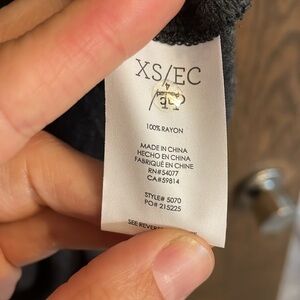 XS/EC
100% RAYON
MADE IN CHINA
HECHO EN CHINA
FABRIQUÉ EN CHINE
RN#54077
CA#59814
STYLE# 5070
PO# 215225
SEE REVERSE